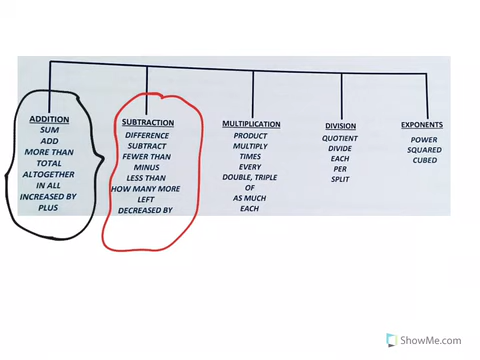 ADDITION
SUM
ADD
MORE THAN
TOTAL
ALTOGETHER
IN ALL
INCREASED BY
PLUS
SUBTRACTION
DIFFERENCE
SUBTRACT
FEWER THAN
MINUS
LESS THAN
HOW MANY MORE
LEFT
DECREASED BY
MULTIPLICATION
PRODUCT
MULTIPLY
TIMES
EVERY
DOUBLE, TRIPLE
OF
AS MUCH
EACH
DIVISION
QUOTIENT
DIVIDE
EACH
PER
SPLIT
EXPONENTS
POWER
SQUARED
CUBED
ShowMe.com